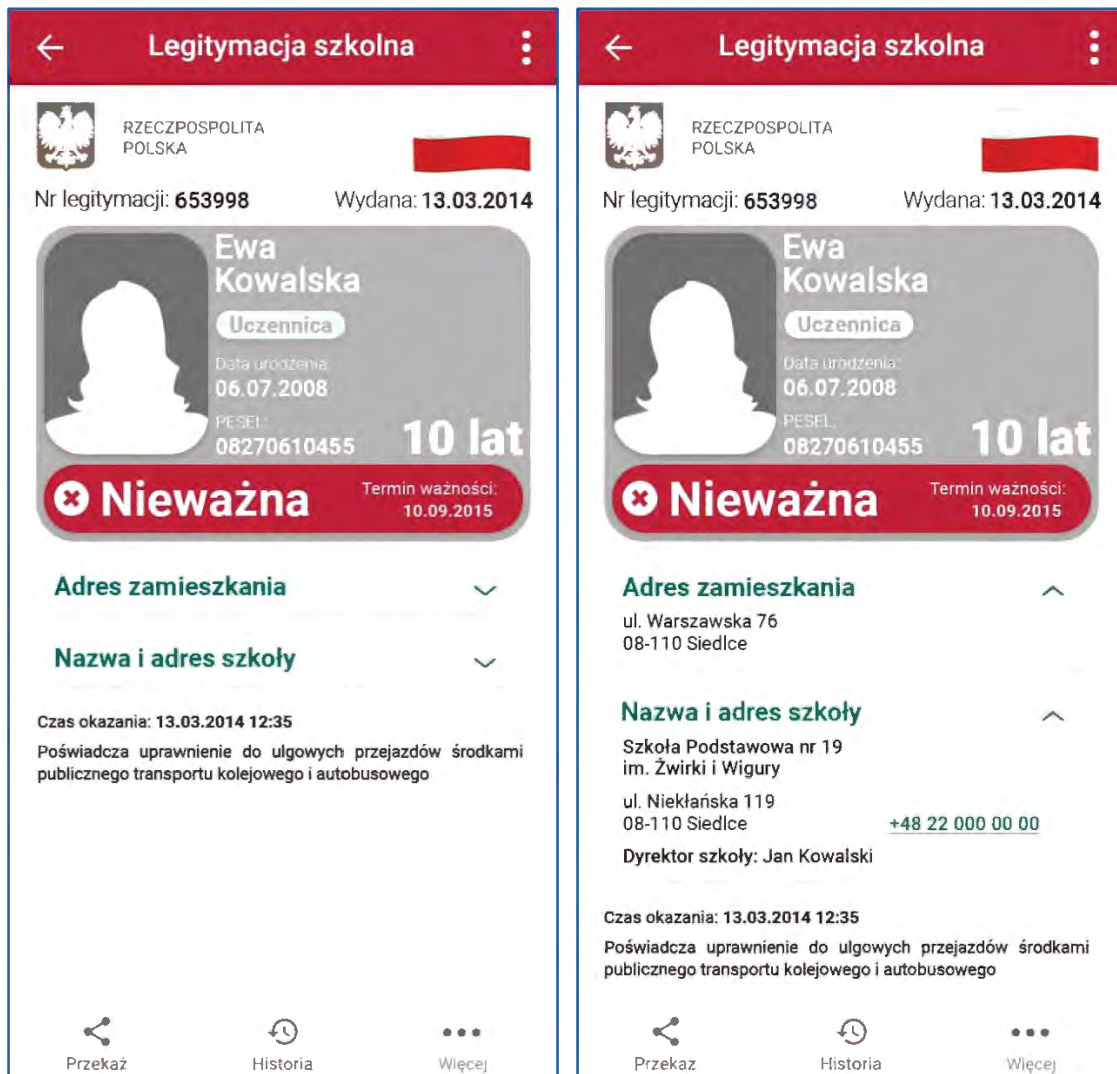 Legitymacja szkolna
RZECZPOSPOLITA
POLSKA
Nr legitymacji: 653998 Wydana: 13.03.2014
Ewa
Kowalska
Uczennica
Data urodzenia:
06.07.2008
PESEL:
08270610455
10 lat
Nieważna
Termin ważności:
10.09.2015
Adres zamieszkania
Nazwa i adres szkoły
Czas okazania: 13.03.2014 12:35
Poświadcza uprawnienie do ulgowych przejazdów środkami
publicznego transportu kolejowego i autobusowego
Przekaż Historia Więcej
Legitymacja szkolna
RZECZPOSPOLITA
POLSKA
Nr legitymacji: 653998 Wydana: 13.03.2014
Ewa
Kowalska
Uczennica
Data urodzenia:
06.07.2008
PESEL:
08270610455
10 lat
Nieważna
Termin ważności:
10.09.2015
Adres zamieszkania
ul. Warszawska 76
08-110 Siedlce
Nazwa i adres szkoły
Szkoła Podstawowa nr 19
im. Żwirki i Wigury
ul. Niekłańska 119
08-110 Siedlce +48 22 000 00 00
Dyrektor szkoły: Jan Kowalski
Czas okazania: 13.03.2014 12:35
Poświadcza uprawnienie do ulgowych przejazdów środkami
publicznego transportu kolejowego i autobusowego
Przekaz Historia Więcej